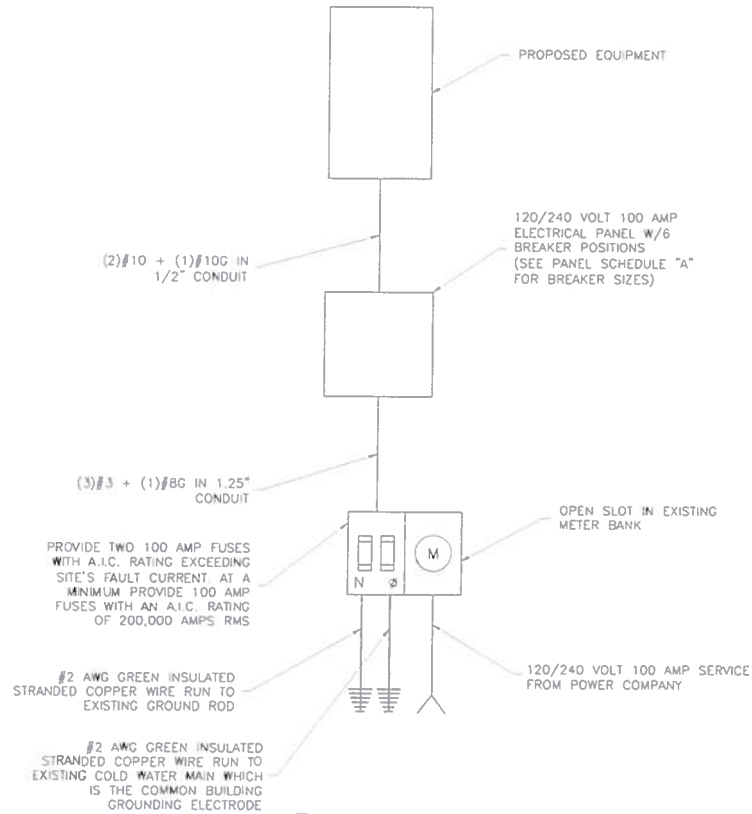 PROPOSED EQUIPMENT
120/240 VOLT 100 AMP
ELECTRICAL PANEL W/6
BREAKER POSITIONS
(SEE PANEL SCHEDULE "A"
FOR BREAKER SIZES)
(2)#10 + (1)#10G IN
1/2" CONDUIT
(3)#3 + (1)#8G IN 1.25"
CONDUIT
OPEN SLOT IN EXISTING
METER BANK
PROVIDE TWO 100 AMP FUSES
WITH A.I.C. RATING EXCEEDING
SITE'S FAULT CURRENT. AT A
MINIMUM PROVIDE 100 AMP
FUSES WITH AN A.I.C. RATING
OF 200,000 AMPS RMS
M
N ø
#2 AWG GREEN INSULATED
STRANDED COPPER WIRE RUN TO
EXISTING GROUND ROD
120/240 VOLT 100 AMP SERVICE
FROM POWER COMPANY
#2 AWG GREEN INSULATED
STRANDED COPPER WIRE RUN TO
EXISTING COLD WATER MAIN WHICH
IS THE COMMON BUILDING
GROUNDING ELECTRODE